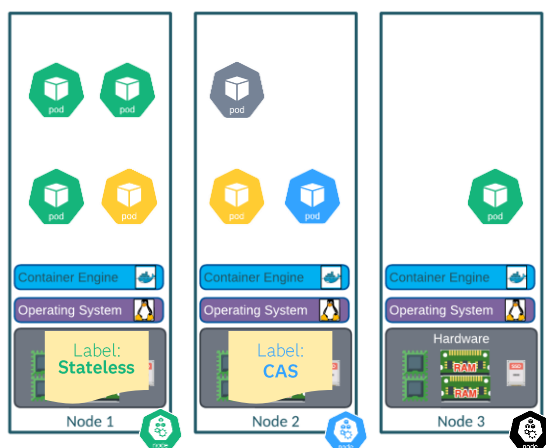 pod
pod
pod
pod
pod
pod
pod
pod
Container Engine
Container Engine
Container Engine
Operating System
Operating System
Operating System
Label:
Stateless
Label:
CAS
Hardware
RAM
RAM
SSD
Node 1
Node 2
Node 3
node
node
node